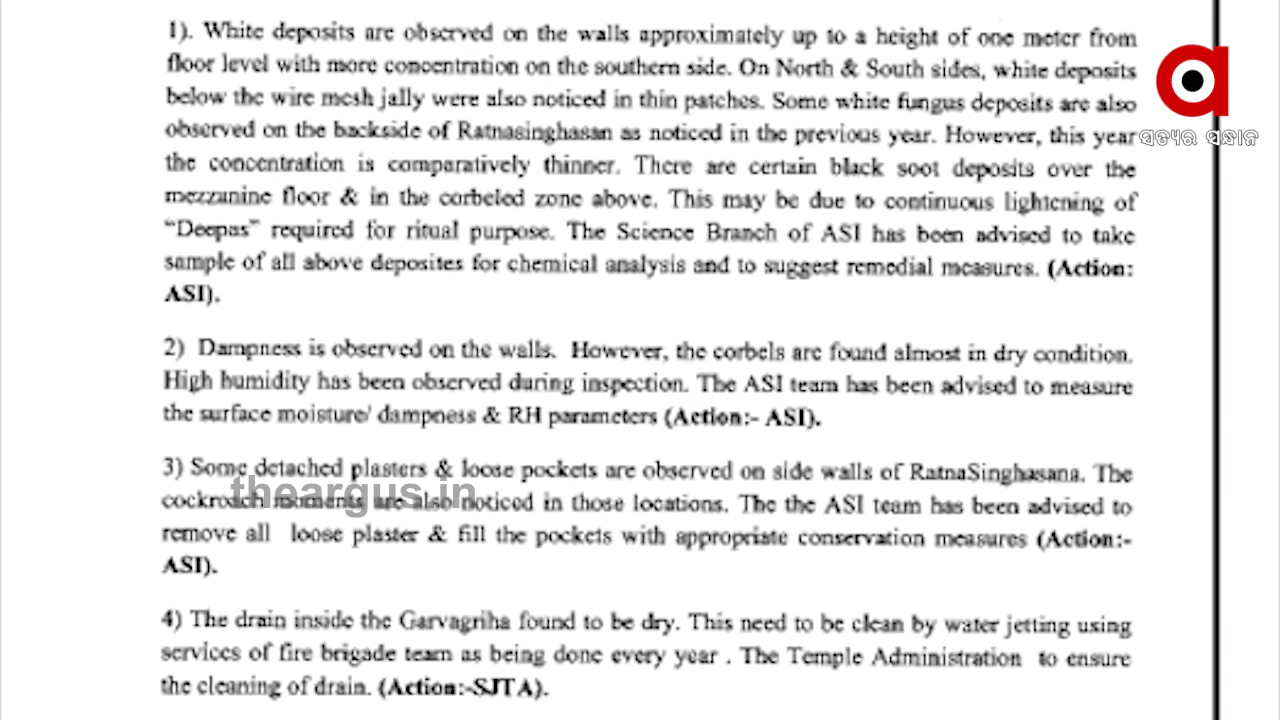 1). White deposits are observed on the walls approximately up to a height of one meter from
floor level with more concentration on the southern side. On North & South sides, white deposits
below the wire mesh jally were also noticed in thin patches. Some white fungus deposits are also
observed on the backside of Ratnasinghasan as noticed in the previous year. However, this year
the concentration is comparatively thinner. There are certain black soot deposits over the
mezzanine floor & in the corbeled zone above. This may be due to continuous lightening of
“Deepas” required for ritual purpose. The Science Branch of ASI has been advised to take
sample of all above deposites for chemical analysis and to suggest remedial measures. (Action:
ASI).
2) Dampness is observed on the walls. However, the corbels are found almost in dry condition.
High humidity has been observed during inspection. The ASI team has been advised to measure
the surface moisture/ dampness & RH parameters (Action:- ASI).
3) Some detached plasters & loose pockets are observed on side walls of RatnaSinghasana. The
cockroach moments are also noticed in those locations. The the ASI team has been advised to
remove all loose plaster & fill the pockets with appropriate conservation measures (Action:-
ASI).
4) The drain inside the Garvagriha found to be dry. This need to be clean by water jetting using
services of fire brigade team as being done every year . The Temple Administration to ensure
the cleaning of drain. (Action:-SJTA).
theargus.in
a
ସତ୍ୟର ସନ୍ଧାନ